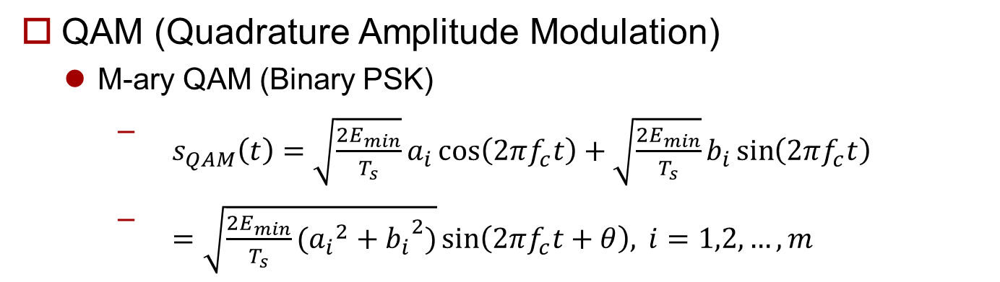 QAM (Quadrature Amplitude Modulation)
M-ary QAM (Binary PSK)
– $s_{QAM}(t) = \sqrt{\frac{2E_{min}}{T_s}} a_i \cos(2\pi f_c t) + \sqrt{\frac{2E_{min}}{T_s}} b_i \sin(2\pi f_c t)$
– $= \sqrt{\frac{2E_{min}}{T_s}({a_i}^2 + {b_i}^2)} \sin(2\pi f_c t + \theta),\ i = 1,2,\ldots,m$